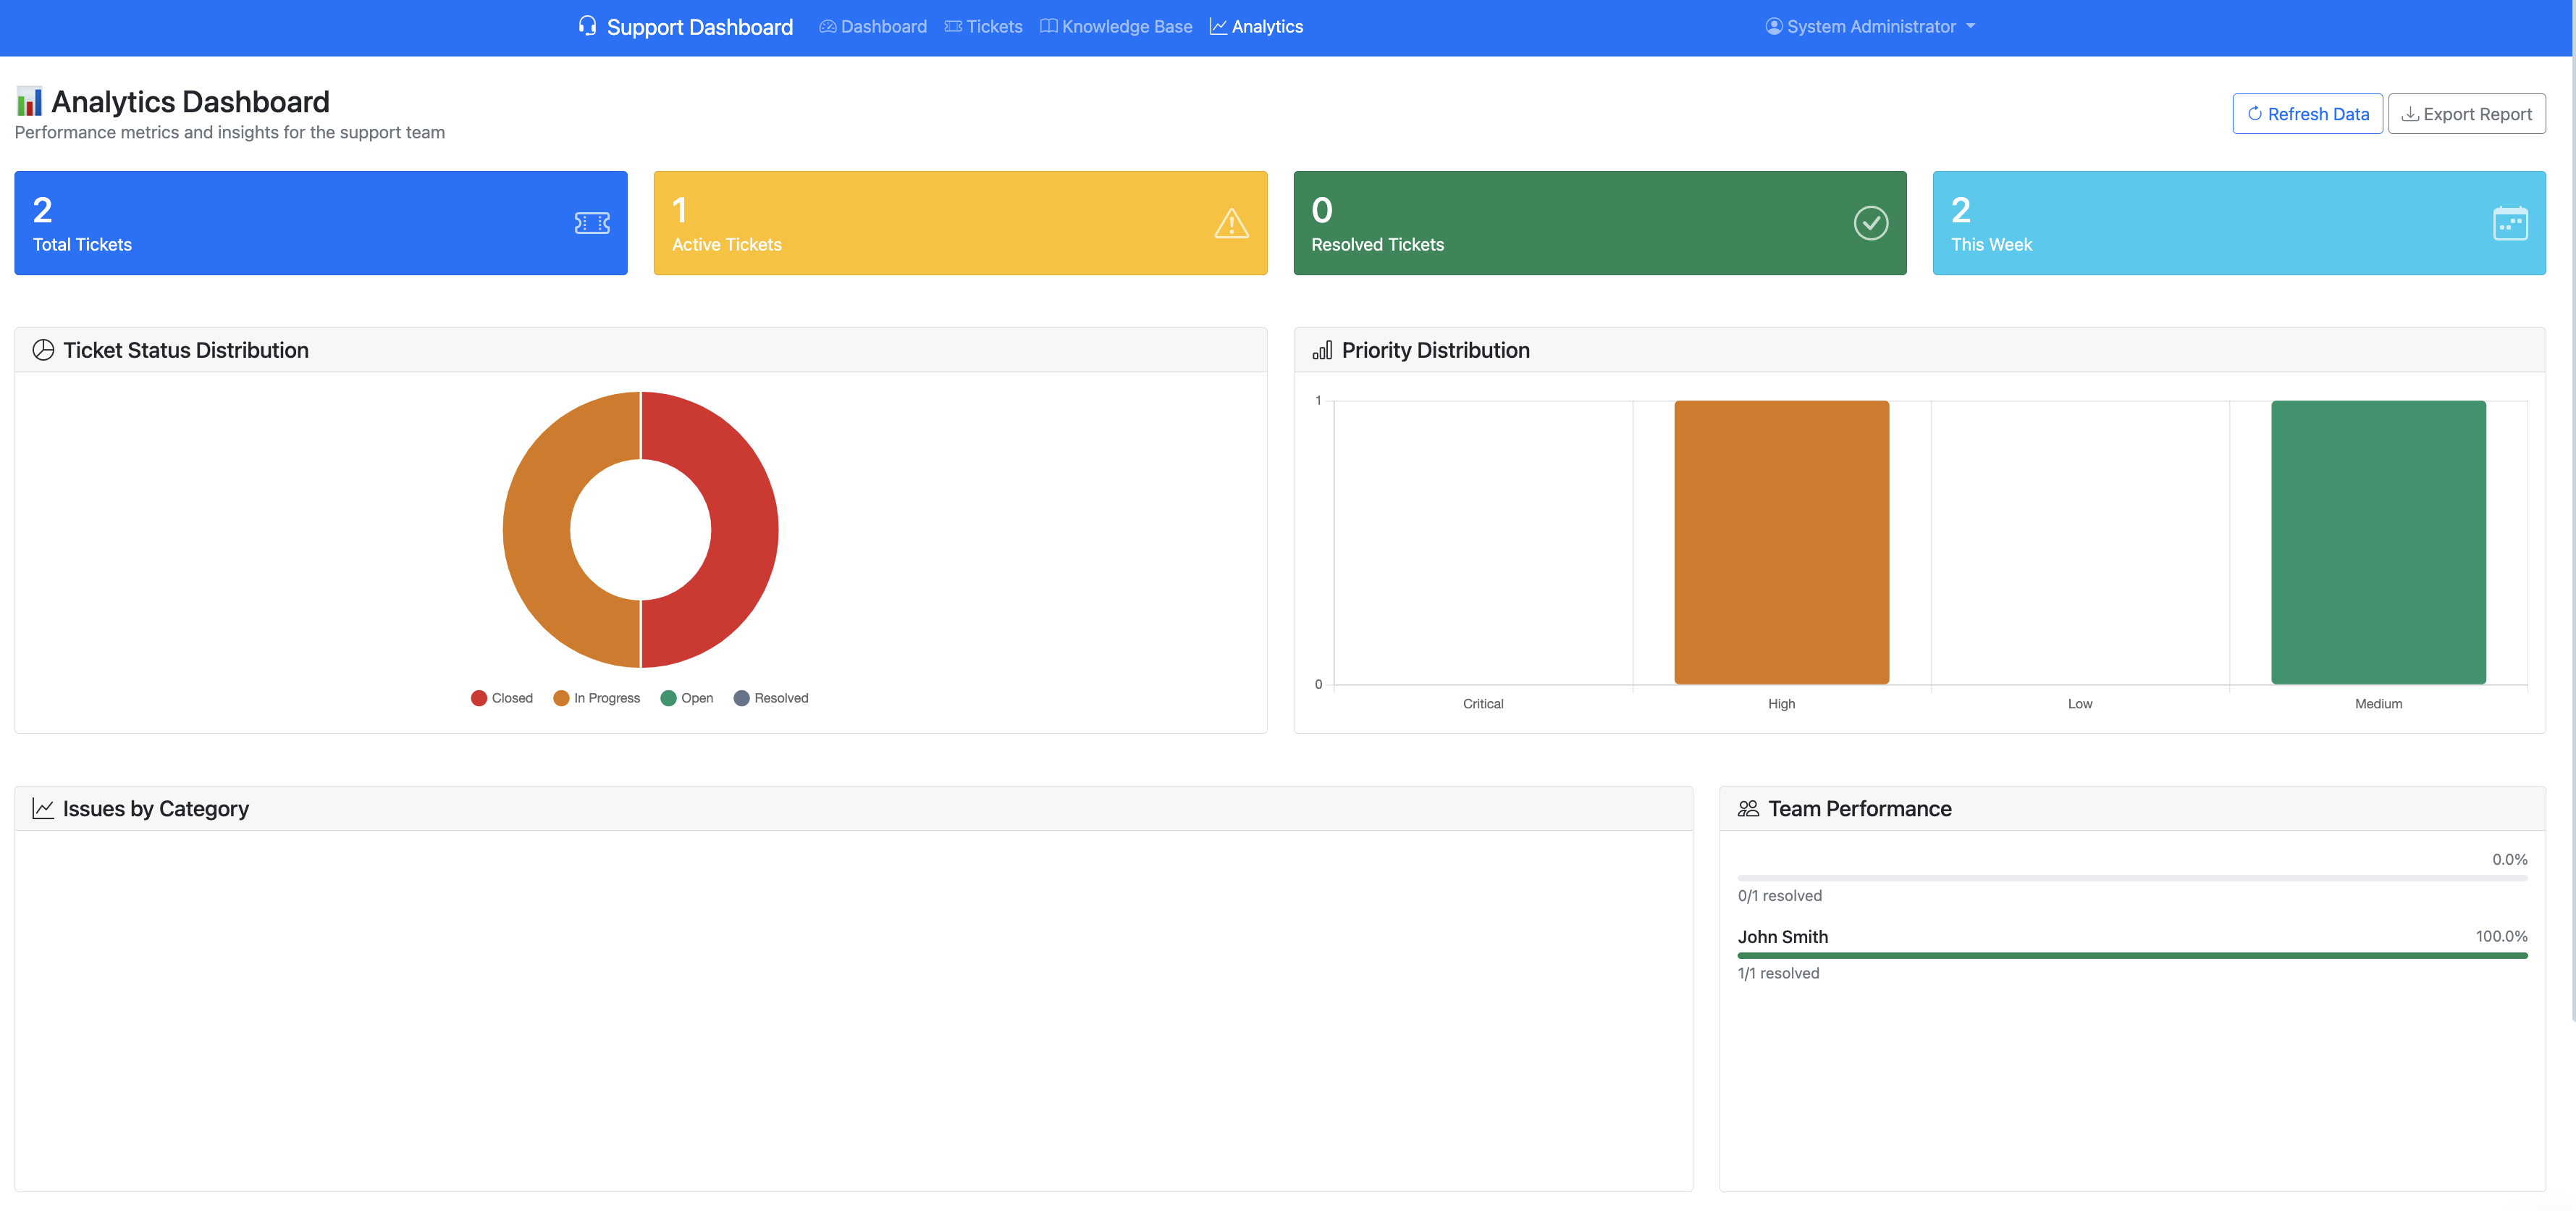 Support Dashboard Dashboard Tickets Knowledge Base Analytics System Administrator
Analytics Dashboard
Performance metrics and insights for the support team
Refresh Data Export Report
2
Total Tickets
1
Active Tickets
0
Resolved Tickets
2
This Week
Ticket Status Distribution
Closed In Progress Open Resolved
Priority Distribution
1
0
Critical High Low Medium
Issues by Category
Team Performance
0.0%
0/1 resolved
John Smith 100.0%
1/1 resolved